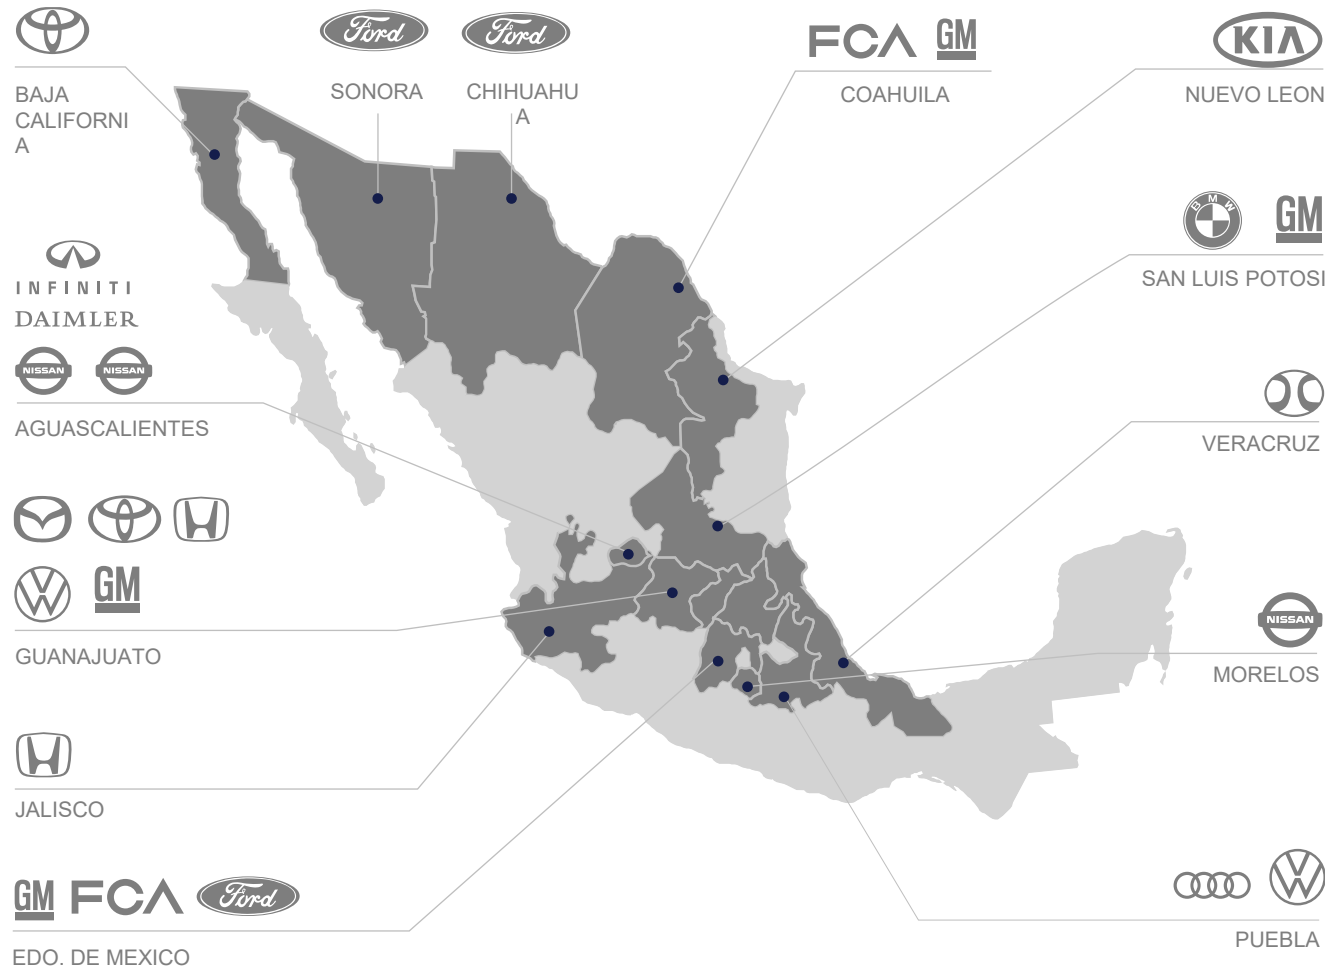 Ford
Ford
FCA
GM
KIA
BAJA
CALIFORNI
A
SONORA
CHIHUAHU
A
COAHUILA
NUEVO LEON
BMW
GM
SAN LUIS POTOSI
INFINITI
DAIMLER
NISSAN
NISSAN
AGUASCALIENTES
VERACRUZ
GM
GUANAJUATO
NISSAN
MORELOS
JALISCO
GM
FCA
Ford
EDO. DE MEXICO
PUEBLA